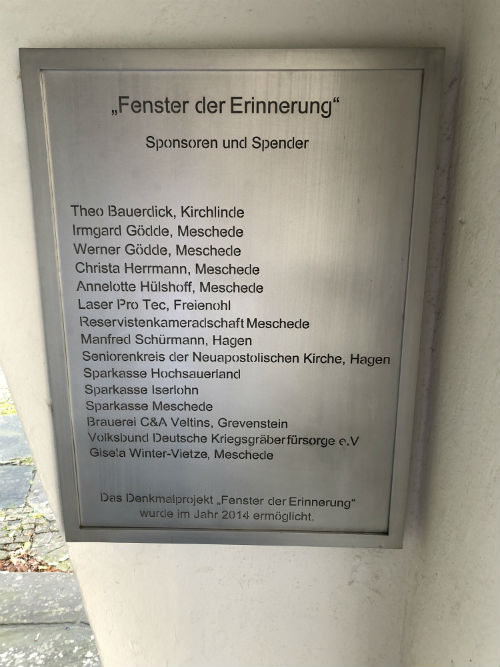 „Fenster der Erinnerung“
Sponsoren und Spender
Theo Bauerdick, Kirchlinde
Irmgard Gödde, Meschede
Werner Gödde, Meschede
Christa Herrmann, Meschede
Annelotte Hülshoff, Meschede
Laser Pro Tec, Freienohl
Reservistenkameradschaft Meschede
Manfred Schürmann, Hagen
Seniorenkreis der Neuapostolischen Kirche, Hagen
Sparkasse Hochsauerland
Sparkasse Iserlohn
Sparkasse Meschede
Brauerei C&A Veltins, Grevenstein
Volksbund Deutsche Kriegsgräberfürsorge e.V
Gisela Winter-Vietze, Meschede
Das Denkmalprojekt „Fenster der Erinnerung“
wurde im Jahr 2014 ermöglicht.